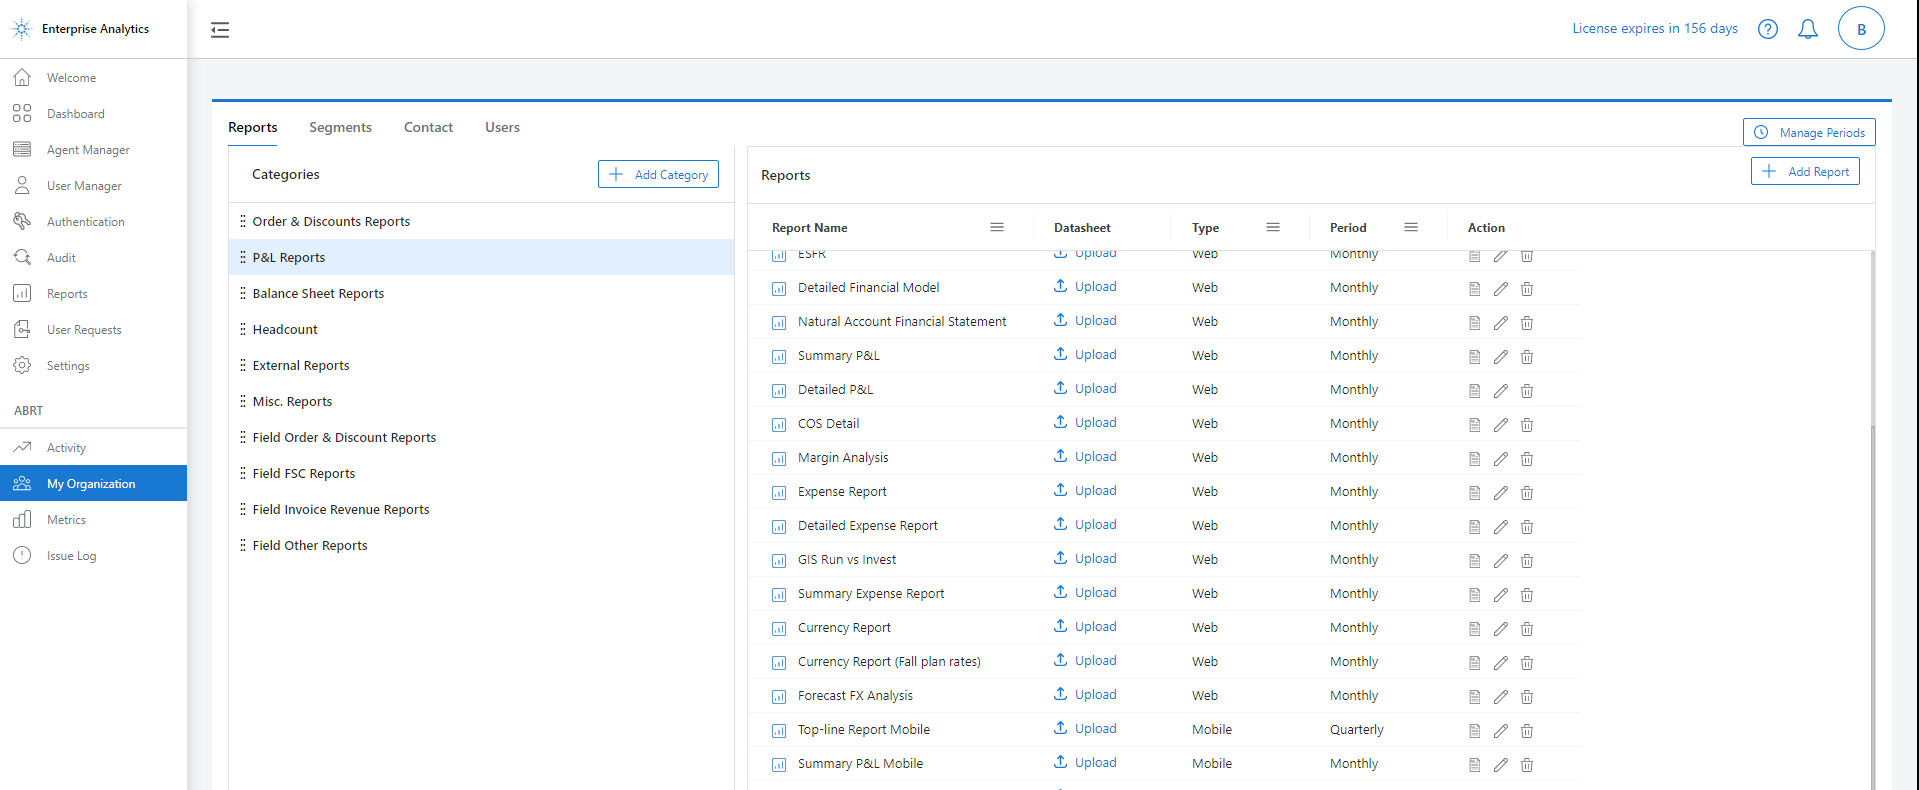 Enterprise Analytics
License expires in 156 days
B
Welcome
Dashboard
Agent Manager
User Manager
Authentication
Audit
Reports
User Requests
Settings
ABRT
Activity
My Organization
Metrics
Issue Log
Reports Segments Contact Users
Manage Periods
Categories
Add Category
Order & Discounts Reports
P&L Reports
Balance Sheet Reports
Headcount
External Reports
Misc. Reports
Field Order & Discount Reports
Field FSC Reports
Field Invoice Revenue Reports
Field Other Reports
Reports
Add Report
Report Name Datasheet Type Period Action
ESFR Upload Web Monthly
Detailed Financial Model Upload Web Monthly
Natural Account Financial Statement Upload Web Monthly
Summary P&L Upload Web Monthly
Detailed P&L Upload Web Monthly
COS Detail Upload Web Monthly
Margin Analysis Upload Web Monthly
Expense Report Upload Web Monthly
Detailed Expense Report Upload Web Monthly
GIS Run vs Invest Upload Web Monthly
Summary Expense Report Upload Web Monthly
Currency Report Upload Web Monthly
Currency Report (Fall plan rates) Upload Web Monthly
Forecast FX Analysis Upload Web Monthly
Top-line Report Mobile Upload Mobile Quarterly
Summary P&L Mobile Upload Mobile Monthly